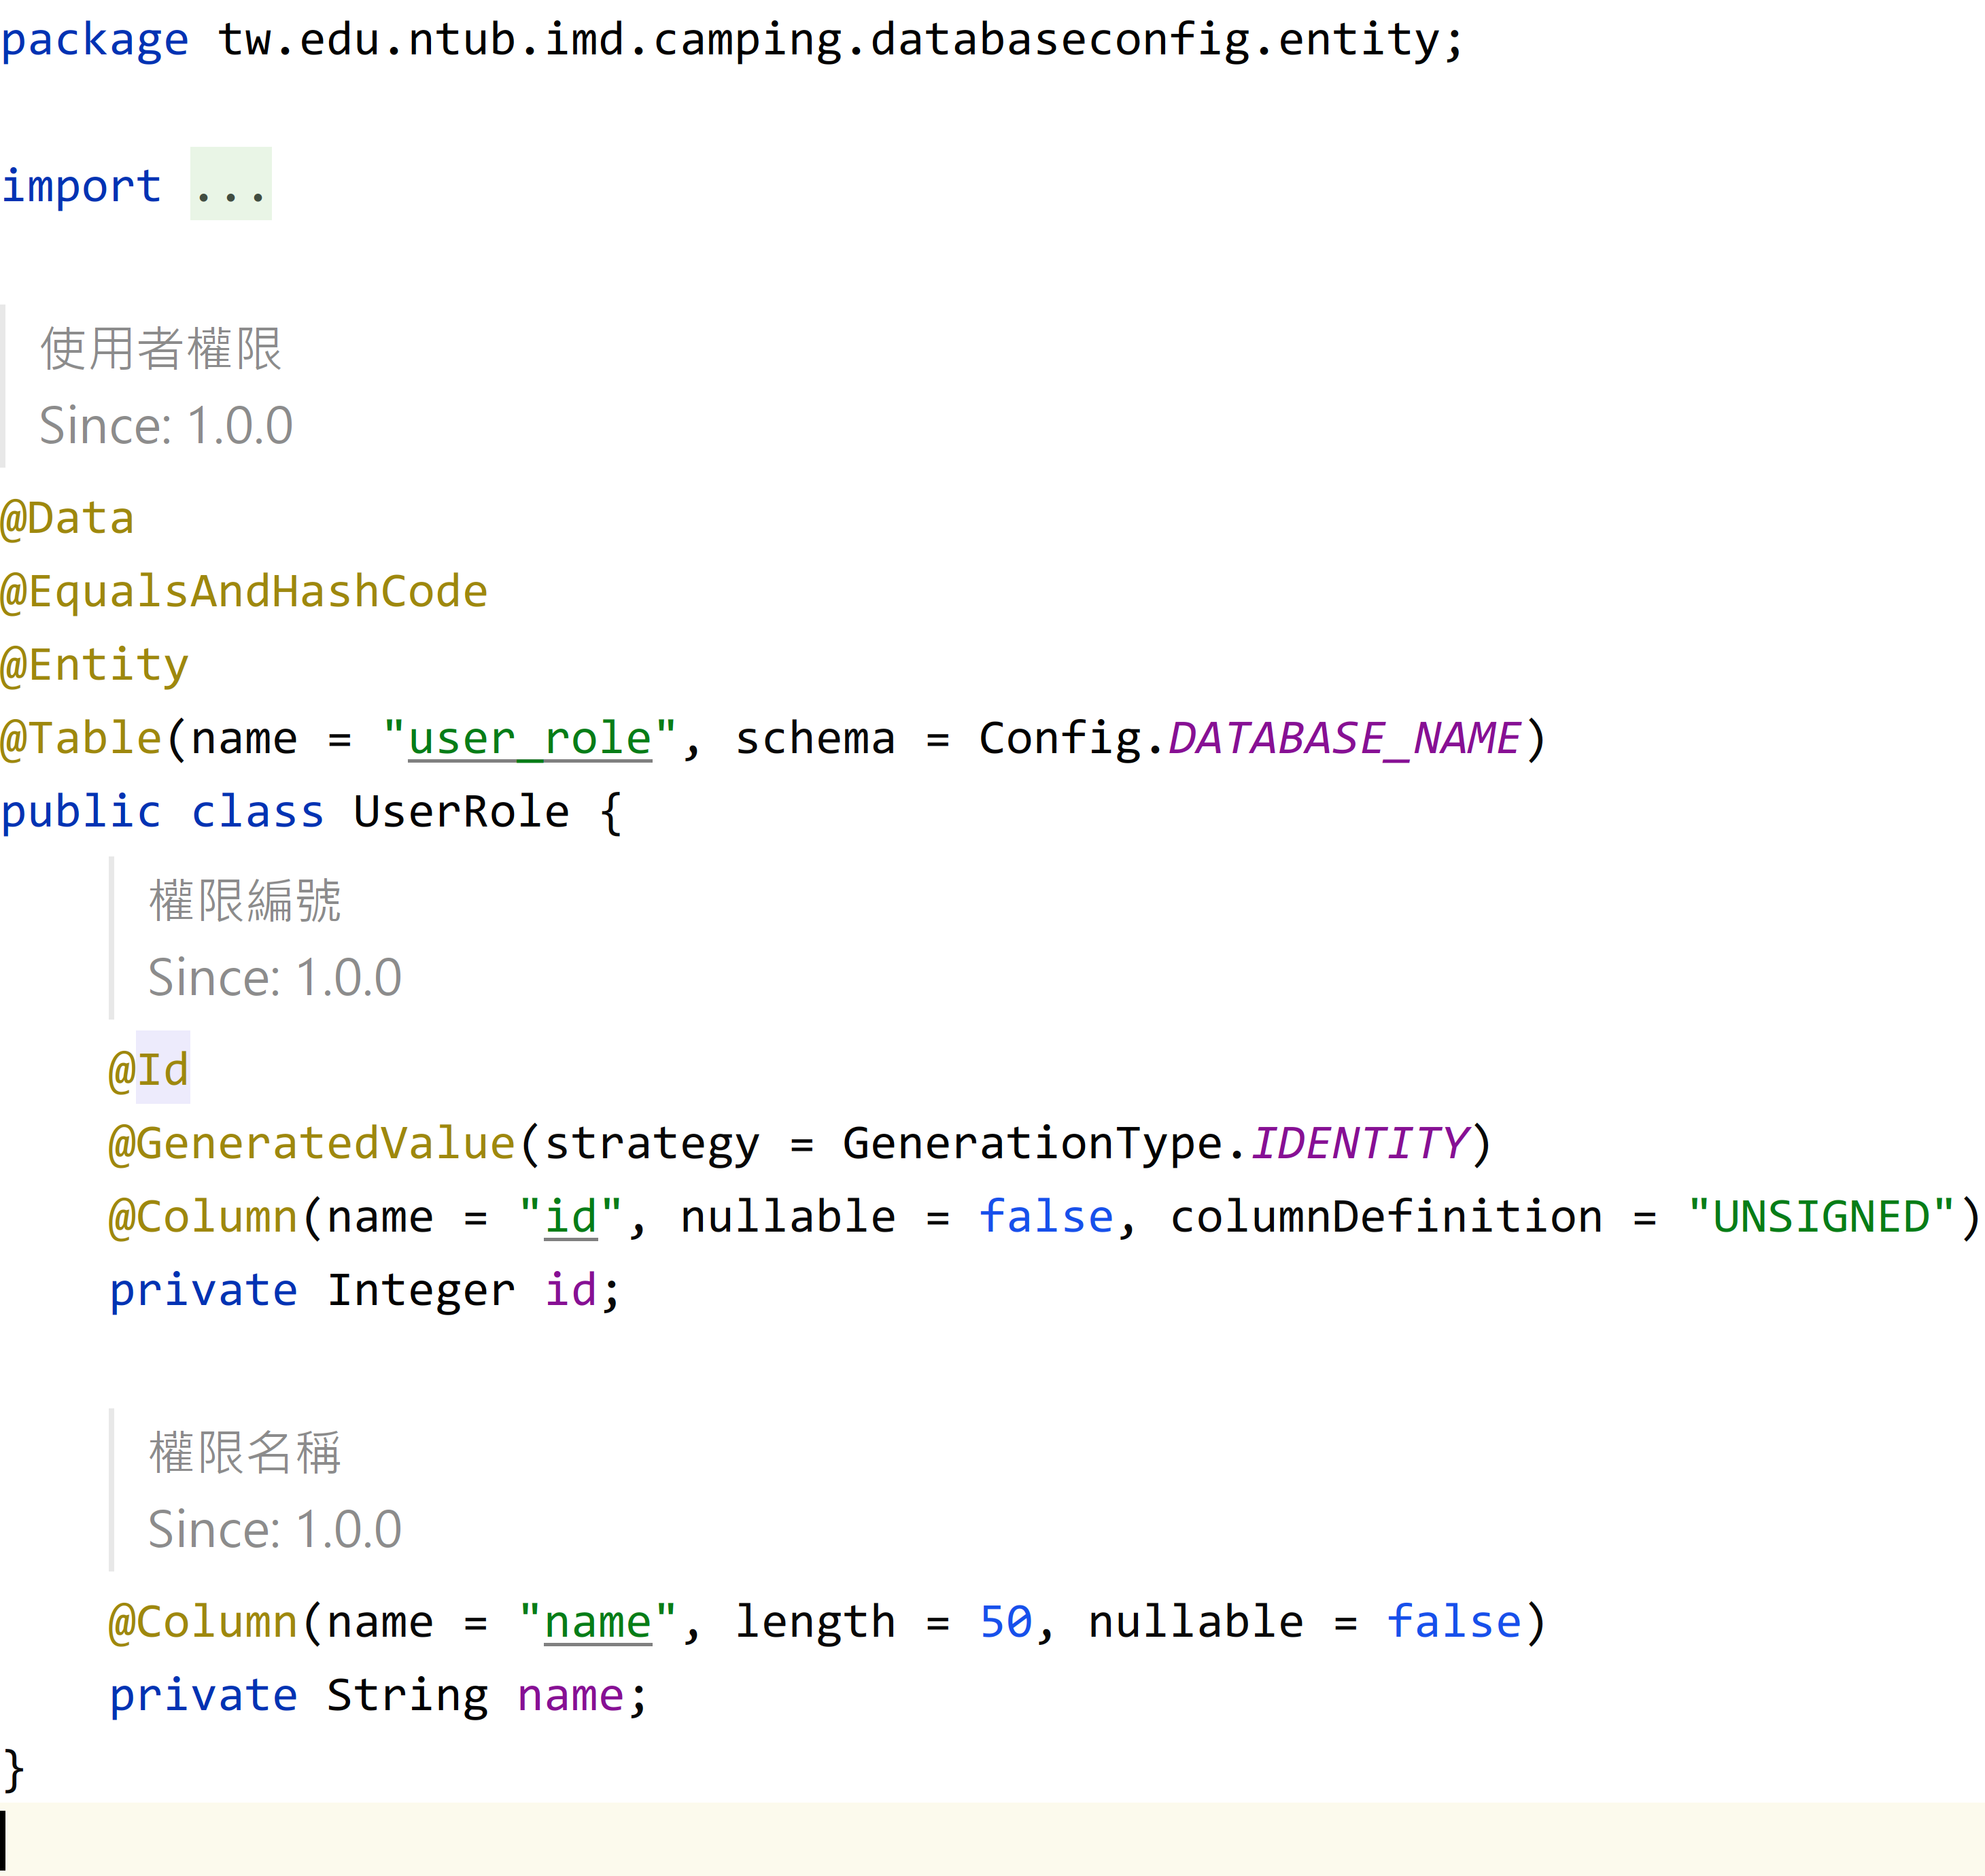 package tw.edu.ntub.imd.camping.databaseconfig.entity;
import ...
使用者權限
Since: 1.0.0
@Data
@EqualsAndHashCode
@Entity
@Table(name = "user_role", schema = Config.DATABASE_NAME)
public class UserRole {
權限編號
Since: 1.0.0
@Id
@GeneratedValue(strategy = GenerationType.IDENTITY)
@Column(name = "id", nullable = false, columnDefinition = "UNSIGNED")
private Integer id;
權限名稱
Since: 1.0.0
@Column(name = "name", length = 50, nullable = false)
private String name;
}